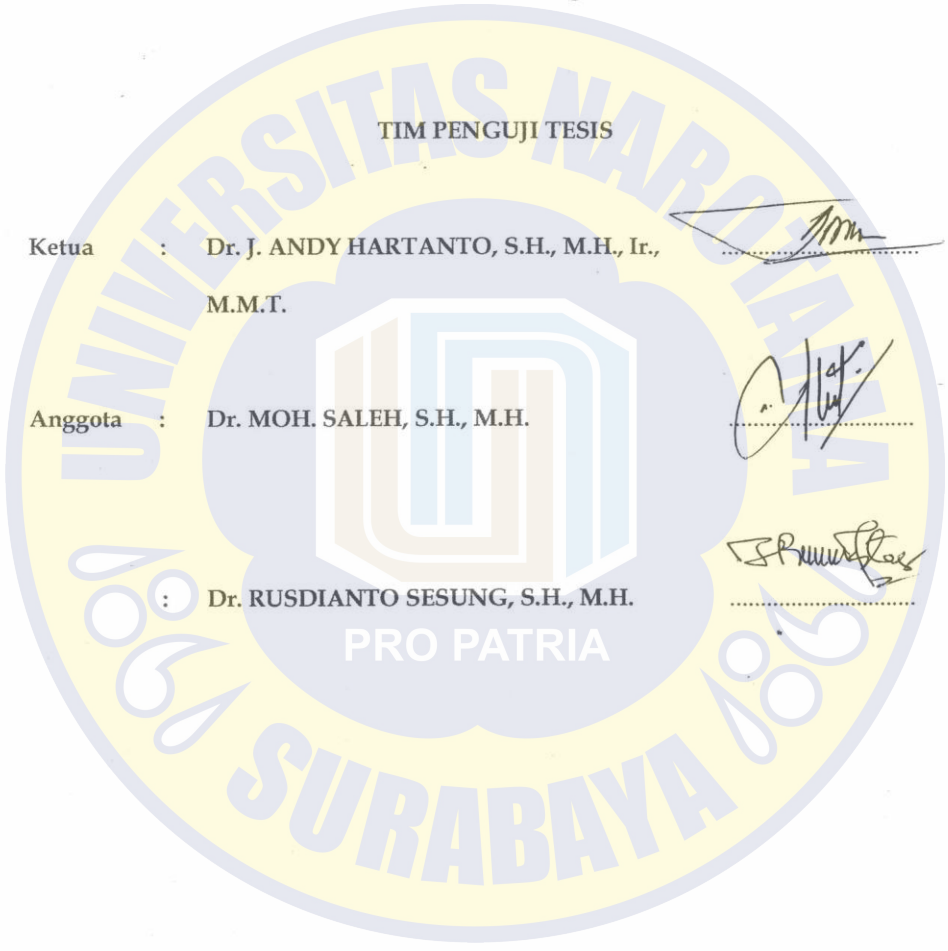 UNIVERSITAS NAROTAMA
TIM PENGUJI TESIS
Ketua : Dr. J. ANDY HARTANTO, S.H., M.H., Ir., ....................
M.M.T.
Anggota : Dr. MOH. SALEH, S.H., M.H. ....................
: Dr. RUSDIANTO SESUNG, S.H., M.H. ....................
PRO PATRIA
SURABAYA